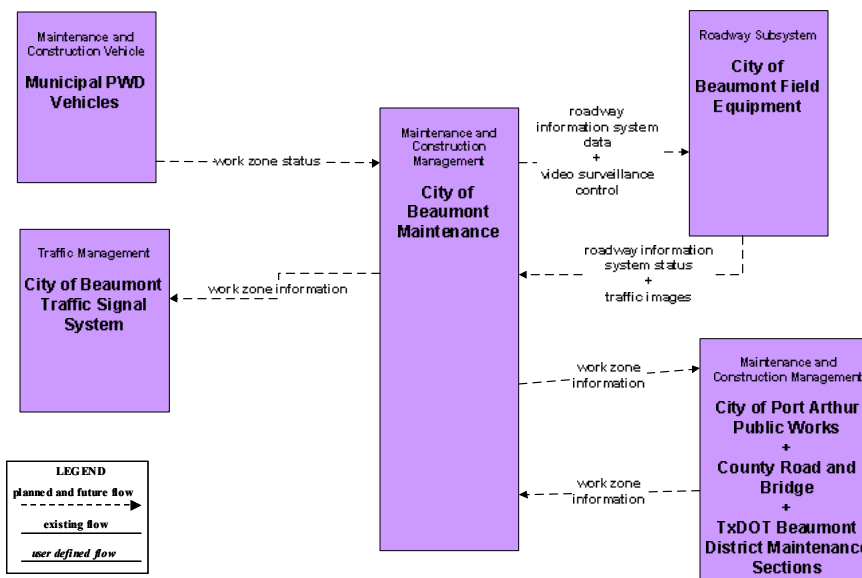 Maintenance and
Construction Vehicle
Municipal PWD
Vehicles
work zone status
Traffic Management
City of Beaumont
Traffic Signal
System
work zone information
Maintenance and
Construction
Management
City of
Beaumont
Maintenance
roadway
information system
data
+
video surveillance
control
Roadway Subsystem
City of
Beaumont Field
Equipment
roadway information
system status
+
traffic images
work zone
information
work zone
information
Maintenance and
Construction Management
City of Port Arthur
Public Works
+
County Road and
Bridge
+
TxDOT Beaumont
District Maintenance
Sections
LEGEND
planned and future flow
existing flow
user defined flow